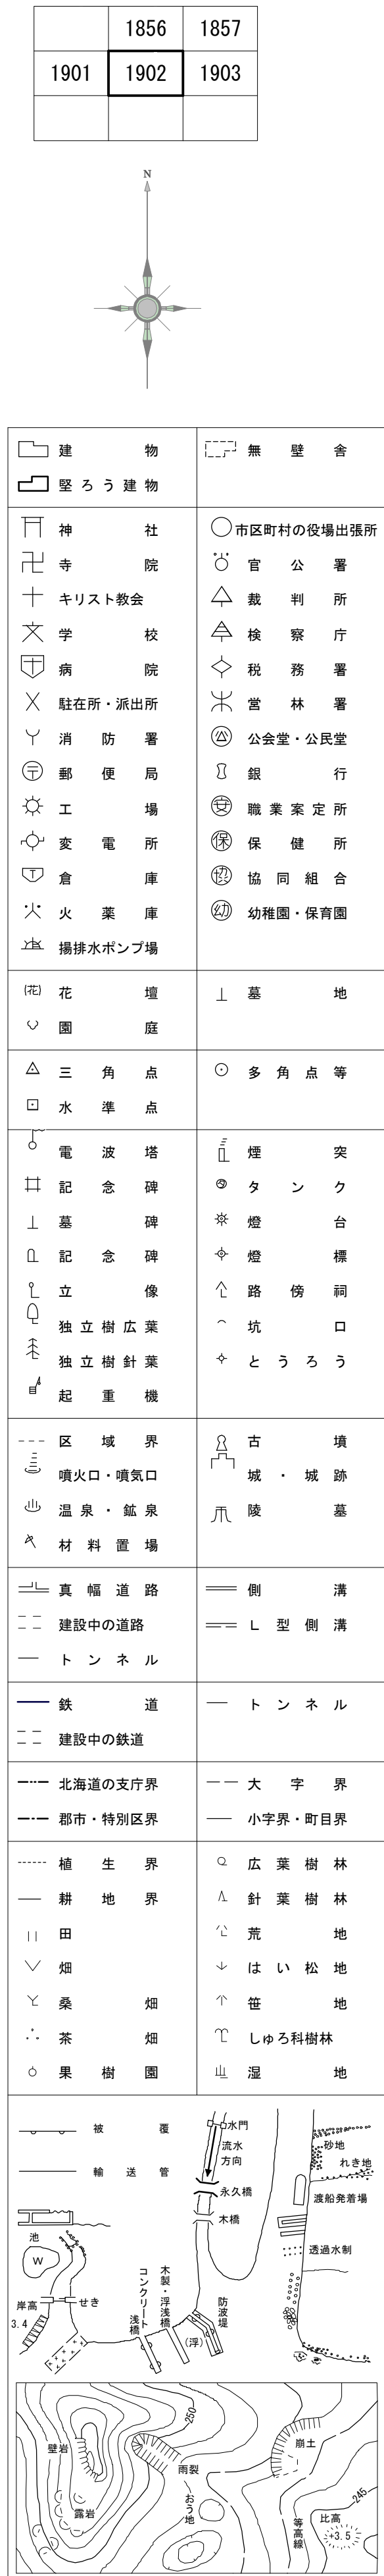 1856 1857
1901 1902 1903
N
建物 無壁舎
堅ろう建物
神社 市区町村の役場出張所
寺院 官公署
キリスト教会 裁判所
学校 検察庁
病院 税務署
駐在所・派出所 営林署
消防署 公会堂・公民堂
郵便局 銀行
工場 安 職業案定所
変電所 保 保健所
T 倉庫 協 協同組合
火薬庫 幼 幼稚園・保育園
揚排水ポンプ場
(花) 花壇 墓地
園庭
三角点 多角点等
水準点
電波塔 煙突
記念碑 タンク
墓碑 燈台
記念碑 燈標
立像 路傍祠
独立樹広葉 坑口
独立樹針葉 とうろう
起重機
区域界 古墳
噴火口・噴気口 城・城跡
温泉・鉱泉 陵墓
材料置場
真幅道路 側溝
建設中の道路 L型側溝
トンネル
鉄道 トンネル
建設中の鉄道
北海道の支庁界 大字界
郡市・特別区界 小字界・町目界
植生界 広葉樹林
耕地界 針葉樹林
田 荒地
畑 はい松地
桑畑 笹地
茶畑 しゅろ科樹林
果樹園 湿地
被覆
輸送管
水門
流水
方向
永久橋
木橋
砂地
れき地
渡船発着場
透過水制
池
W
岸高
3.4
せき
コンクリート
浅橋
木製・浮浅橋
防波堤
(浮)
250
壁岩
雨裂
崩土
露岩
おう地
等高線
245
比高
+3.5